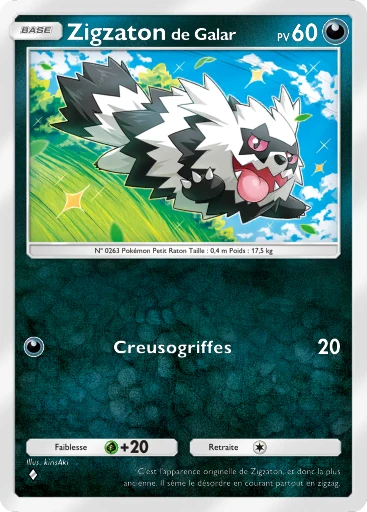 BASE Zigzaton de Galar PV 60
N° 0263 Pokémon Petit Raton Taille : 0,4 m Poids : 17,5 kg
Creusogriffes 20
Faiblesse +20 Retraite
Illus. kirisAki
C'est l'apparence originelle de Zigzaton, et donc la plus
ancienne. Il sème le désordre en courant partout en zigzag.